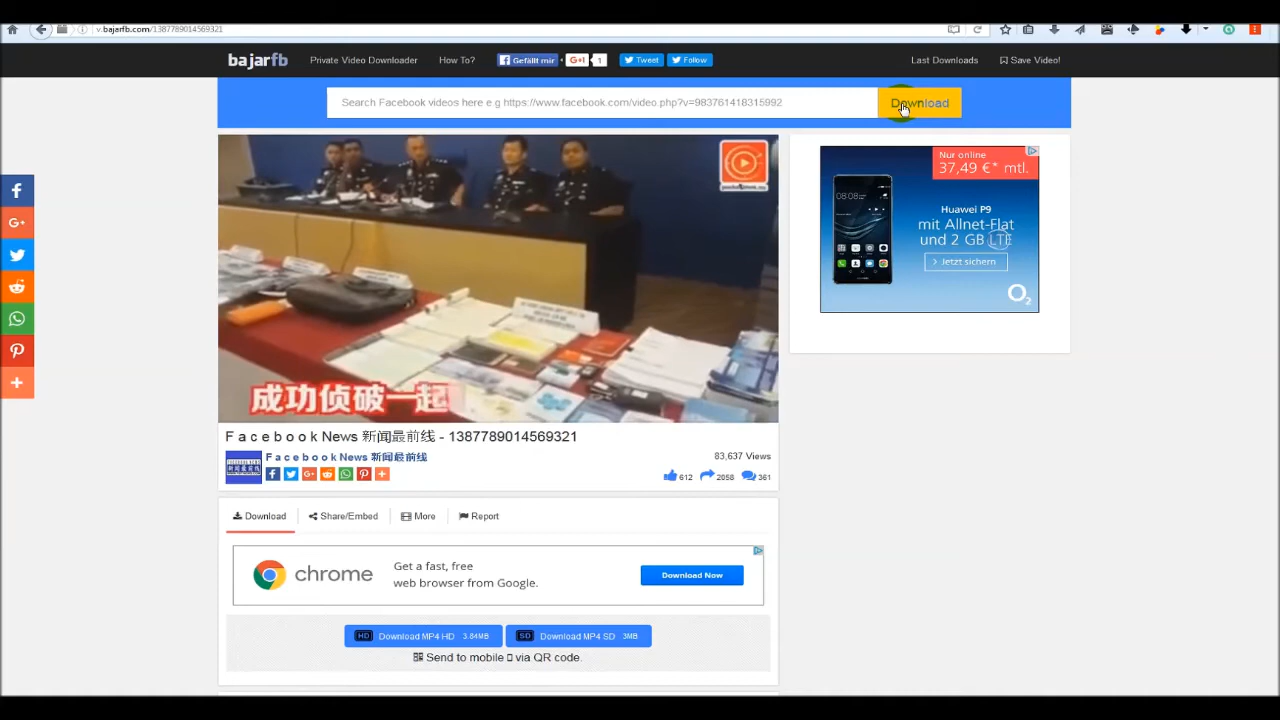 v.bajarfb.com/1387789014569321
bajarfb Private Video Downloader How To? Gefällt mir G+1 1 Tweet Follow Last Downloads Save Video!
Search Facebook videos here e.g https://www.facebook.com/video.php?v=983761418315992 Download
Nur online
37,49 €* mtl.
08:08
Huawei P9
mit Allnet-Flat
und 2 GB LTE
> Jetzt sichern
O2
成功侦破一起
F a c e b o o k News 新闻最前线 - 1387789014569321
F a c e b o o k News 新闻最前线
83,637 Views
612 2058 361
Download Share/Embed More Report
chrome
Get a fast, free
web browser from Google.
Download Now
HD Download MP4 HD 3.84MB SD Download MP4 SD 3MB
Send to mobile via QR code.